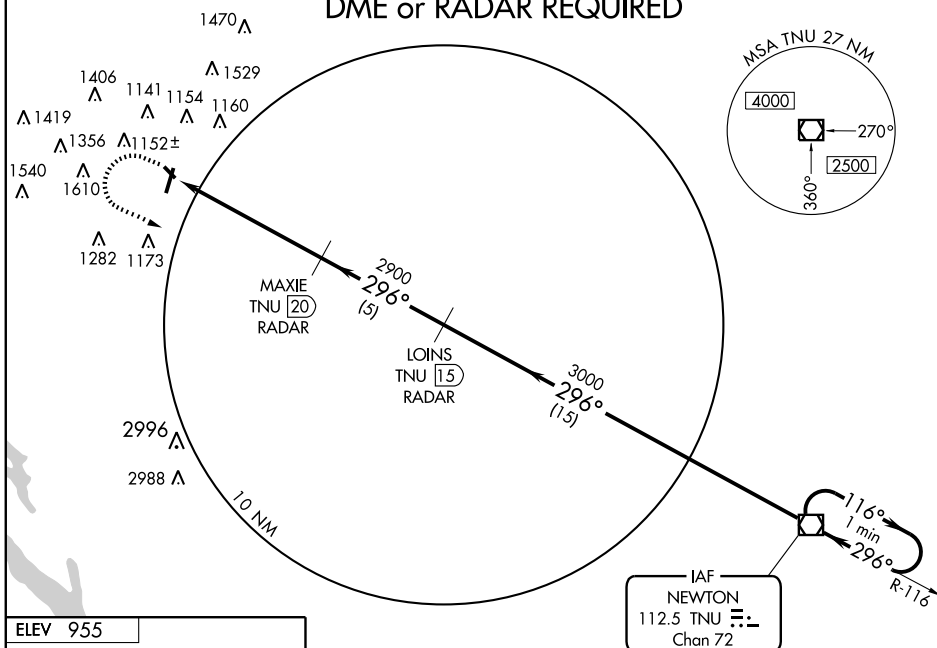 DME or RADAR REQUIRED
1470
1529
1406
1141
1154
1160
1419
1356
1152±
1540
1610
1282
1173
MSA TNU 27 NM
4000
270°
2500
360°
MAXIE
TNU 20
RADAR
2900
296°
(5)
LOINS
TNU 15
RADAR
3000
296°
(15)
2996
2988
10 NM
116°
1 min
296°
R-116
IAF
NEWTON
112.5 TNU
Chan 72
ELEV 955